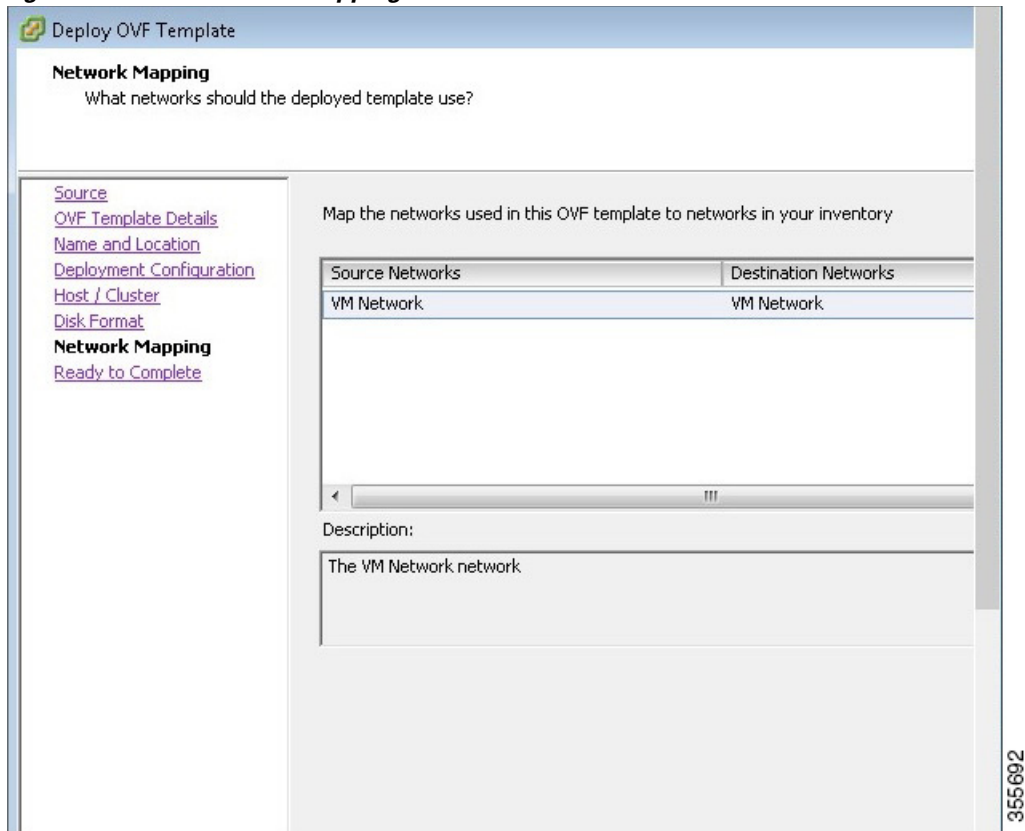 Deploy OVF Template
Network Mapping
What networks should the deployed template use?
Source
OVF Template Details
Name and Location
Deployment Configuration
Host / Cluster
Disk Format
Network Mapping
Ready to Complete
Map the networks used in this OVF template to networks in your inventory
Source Networks Destination Networks
VM Network VM Network
Description:
The VM Network network
355692